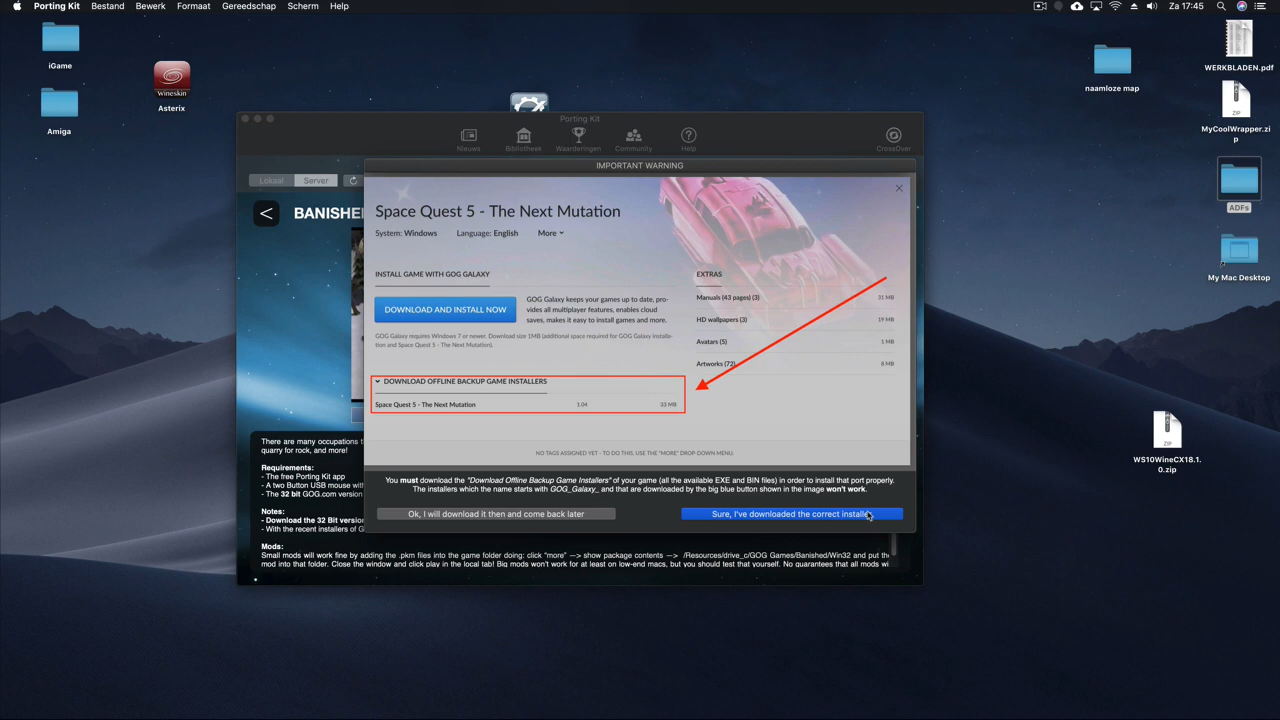 Porting Kit Bestand Bewerk Formaat Gereedschap Scherm Help
Za 17:45
iGame
Wineskin
Asterix
Amiga
naamloze map
WERKBLADEN.pdf
ZIP
MyCoolWrapper.zi
p
ADFs
My Mac Desktop
ZIP
WS10WineCX18.1.
0.zip
Porting Kit
Nieuws
Bibliotheek
Waarderingen
Community
Help
CrossOver
Lokaal
Server
<
BANISHE
IMPORTANT WARNING
Space Quest 5 - The Next Mutation
System: Windows Language: English More
INSTALL GAME WITH GOG GALAXY
DOWNLOAD AND INSTALL NOW
GOG Galaxy keeps your games up to date, pro-
vides all multiplayer features, enables cloud
saves, makes it easy to install games and more.
GOG Galaxy requires Windows 7 or newer. Download size 1MB (additional space required for GOG Galaxy installa-
tion and Space Quest 5 - The Next Mutation).
EXTRAS
Manuals (43 pages) (3) 31 MB
HD wallpapers (3) 19 MB
Avatars (5) 1 MB
Artworks (72) 8 MB
DOWNLOAD OFFLINE BACKUP GAME INSTALLERS
Space Quest 5 - The Next Mutation 1.04 33 MB
NO TAGS ASSIGNED YET - TO DO THIS, USE THE "MORE" DROP-DOWN MENU.
You must download the "Download Offline Backup Game Installers" of your game (all the available EXE and BIN files) in order to install that port properly.
The installers which the name starts with GOG_Galaxy_ and that are downloaded by the big blue button shown in the image won't work.
Ok, I will download it then and come back later
Sure, I've downloaded the correct installe
There are many occupations t
quarry for rock, and more!
Requirements:
- The free Porting Kit app
- A two Button USB mouse with
- The 32 bit GOG.com version
Notes:
- Download the 32 Bit version
- With the recent installers of G
Mods:
Small mods will work fine by adding the .pkm files into the game folder doing: click "more" —> show package contents —> /Resources/drive_c/GOG Games/Banished/Win32 and put the
mod into that folder. Close the window and click play in the local tab! Big mods won't work for at least on low-end macs, but you should test that yourself. No guarantees that all mods wi